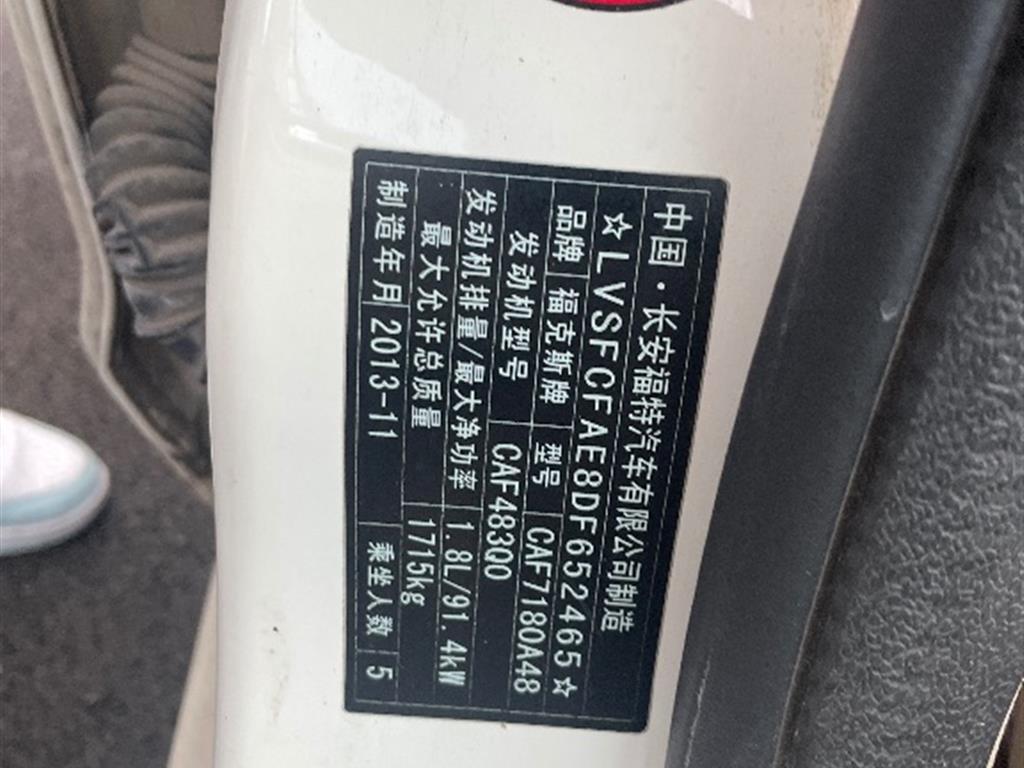 中国·长安福特汽车有限公司制造
☆LVSFCFAE8DF652465☆
品牌 福克斯牌 型号 CAF7180A48
发动机型号 CAF483Q0
发动机排量/最大净功率 1.8L/91.4kW
最大允许总质量 1715kg
制造年月 2013-11 乘坐人数 5